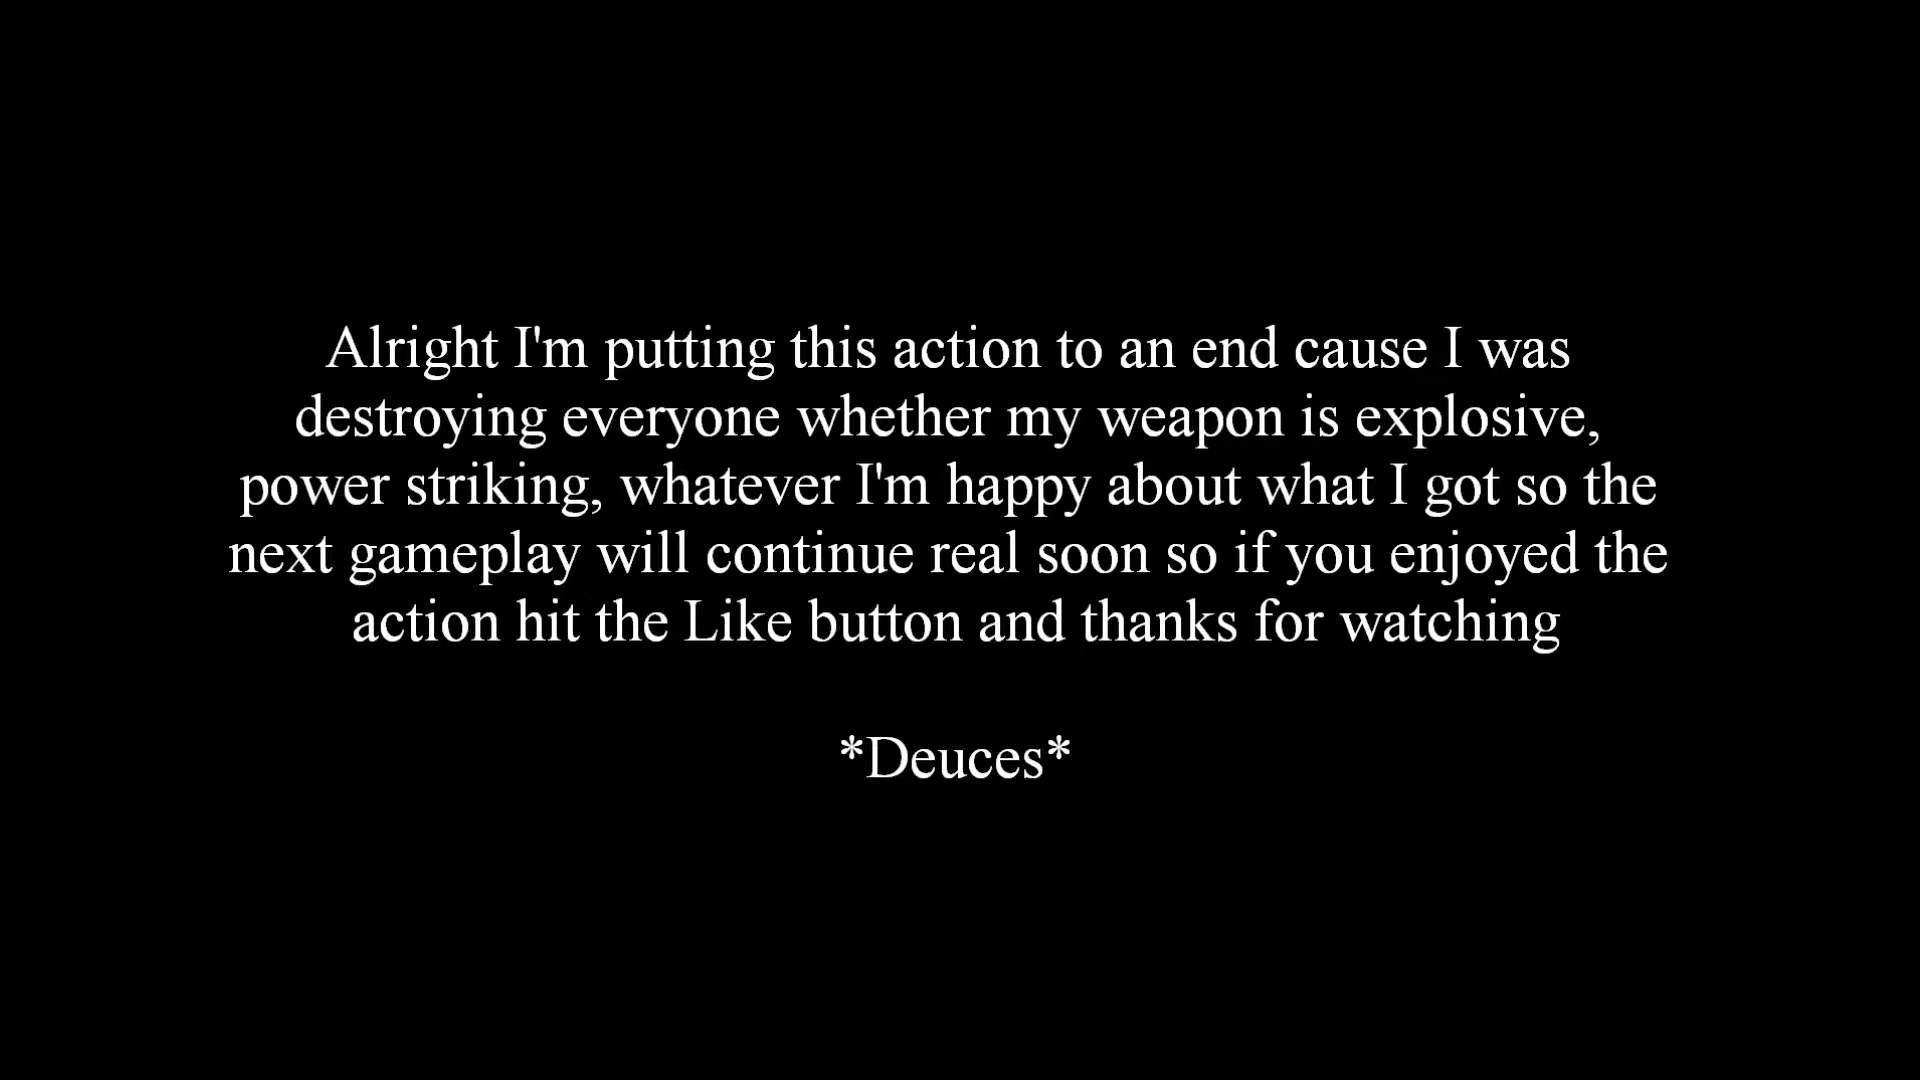 Alright I'm putting this action to an end cause I was
destroying everyone whether my weapon is explosive,
power striking, whatever I'm happy about what I got so the
next gameplay will continue real soon so if you enjoyed the
action hit the Like button and thanks for watching
*Deuces*